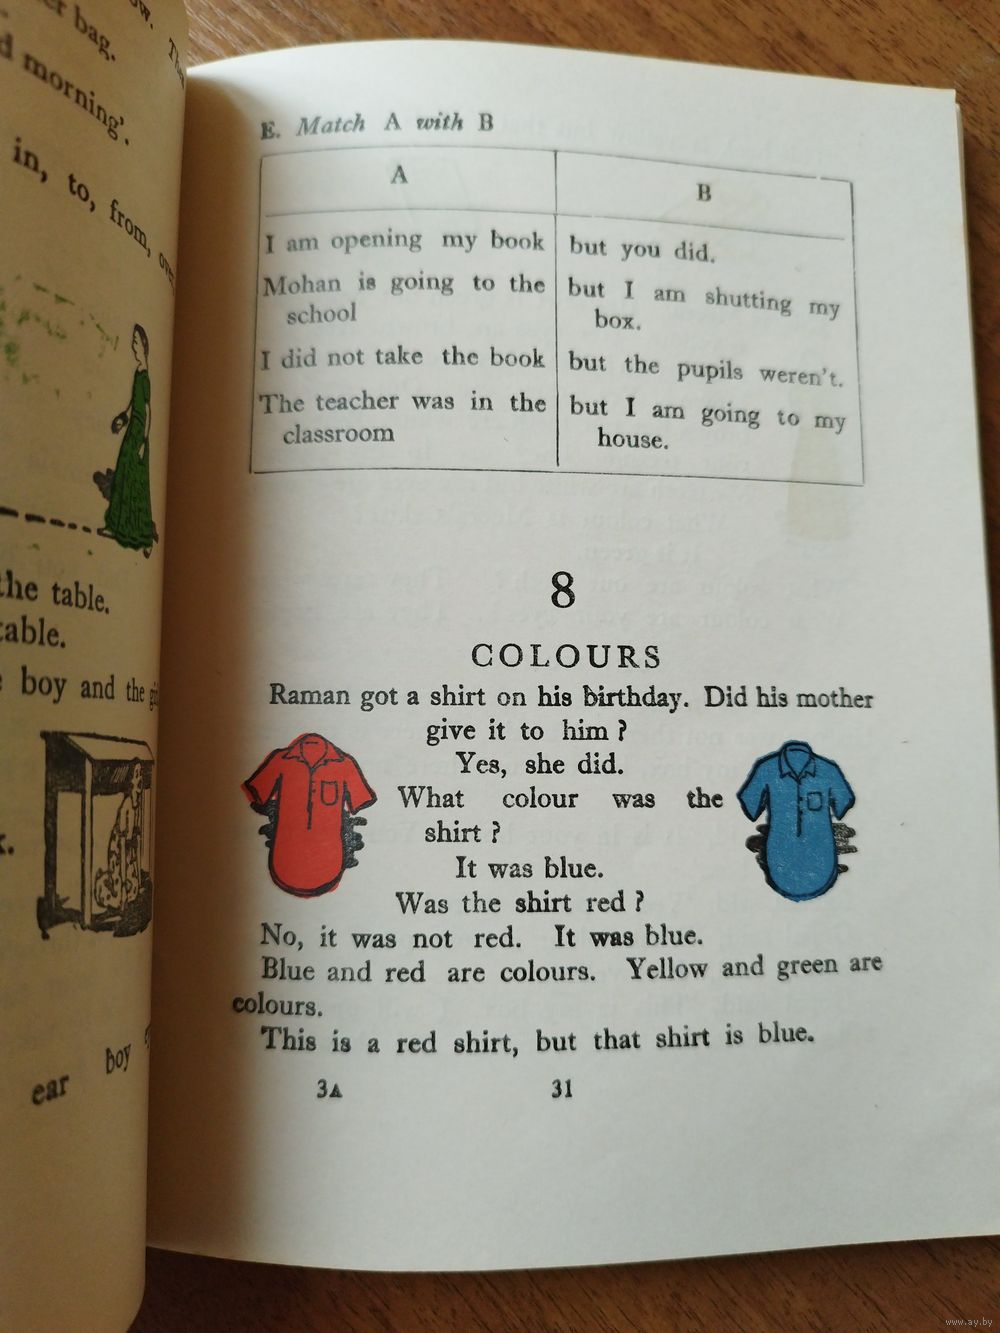 ow.
er bag.
d morning'.
in, to, from, over
the table.
table.
boy and the
ear
boy
E. Match A with B
A
B
I am opening my book
but you did.
Mohan is going to the
school
but I am shutting my
box.
I did not take the book
but the pupils weren't.
The teacher was in the
classroom
but I am going to my
house.
8
COLOURS
Raman got a shirt on his birthday. Did his mother
give it to him ?
Yes, she did.
What colour was the
shirt ?
It was blue.
Was the shirt red ?
No, it was not red. It was blue.
Blue and red are colours. Yellow and green are
colours.
This is a red shirt, but that shirt is blue.
3A 31
www.ay.by